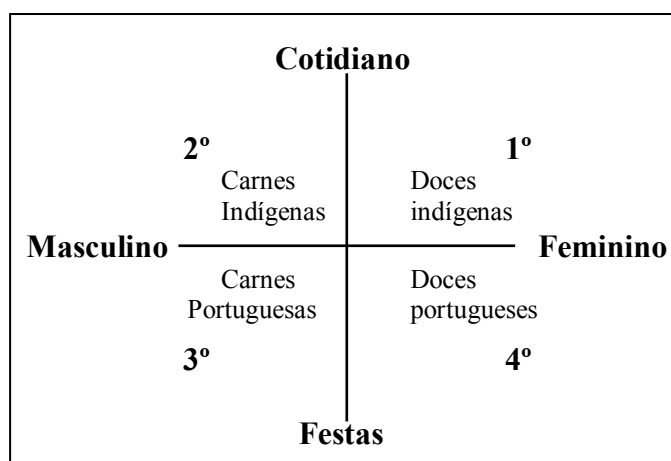 Cotidiano
2º
1º
Carnes
Indígenas
Doces
indígenas
Masculino
Feminino
Carnes
Portuguesas
Doces
portugueses
3º
4º
Festas